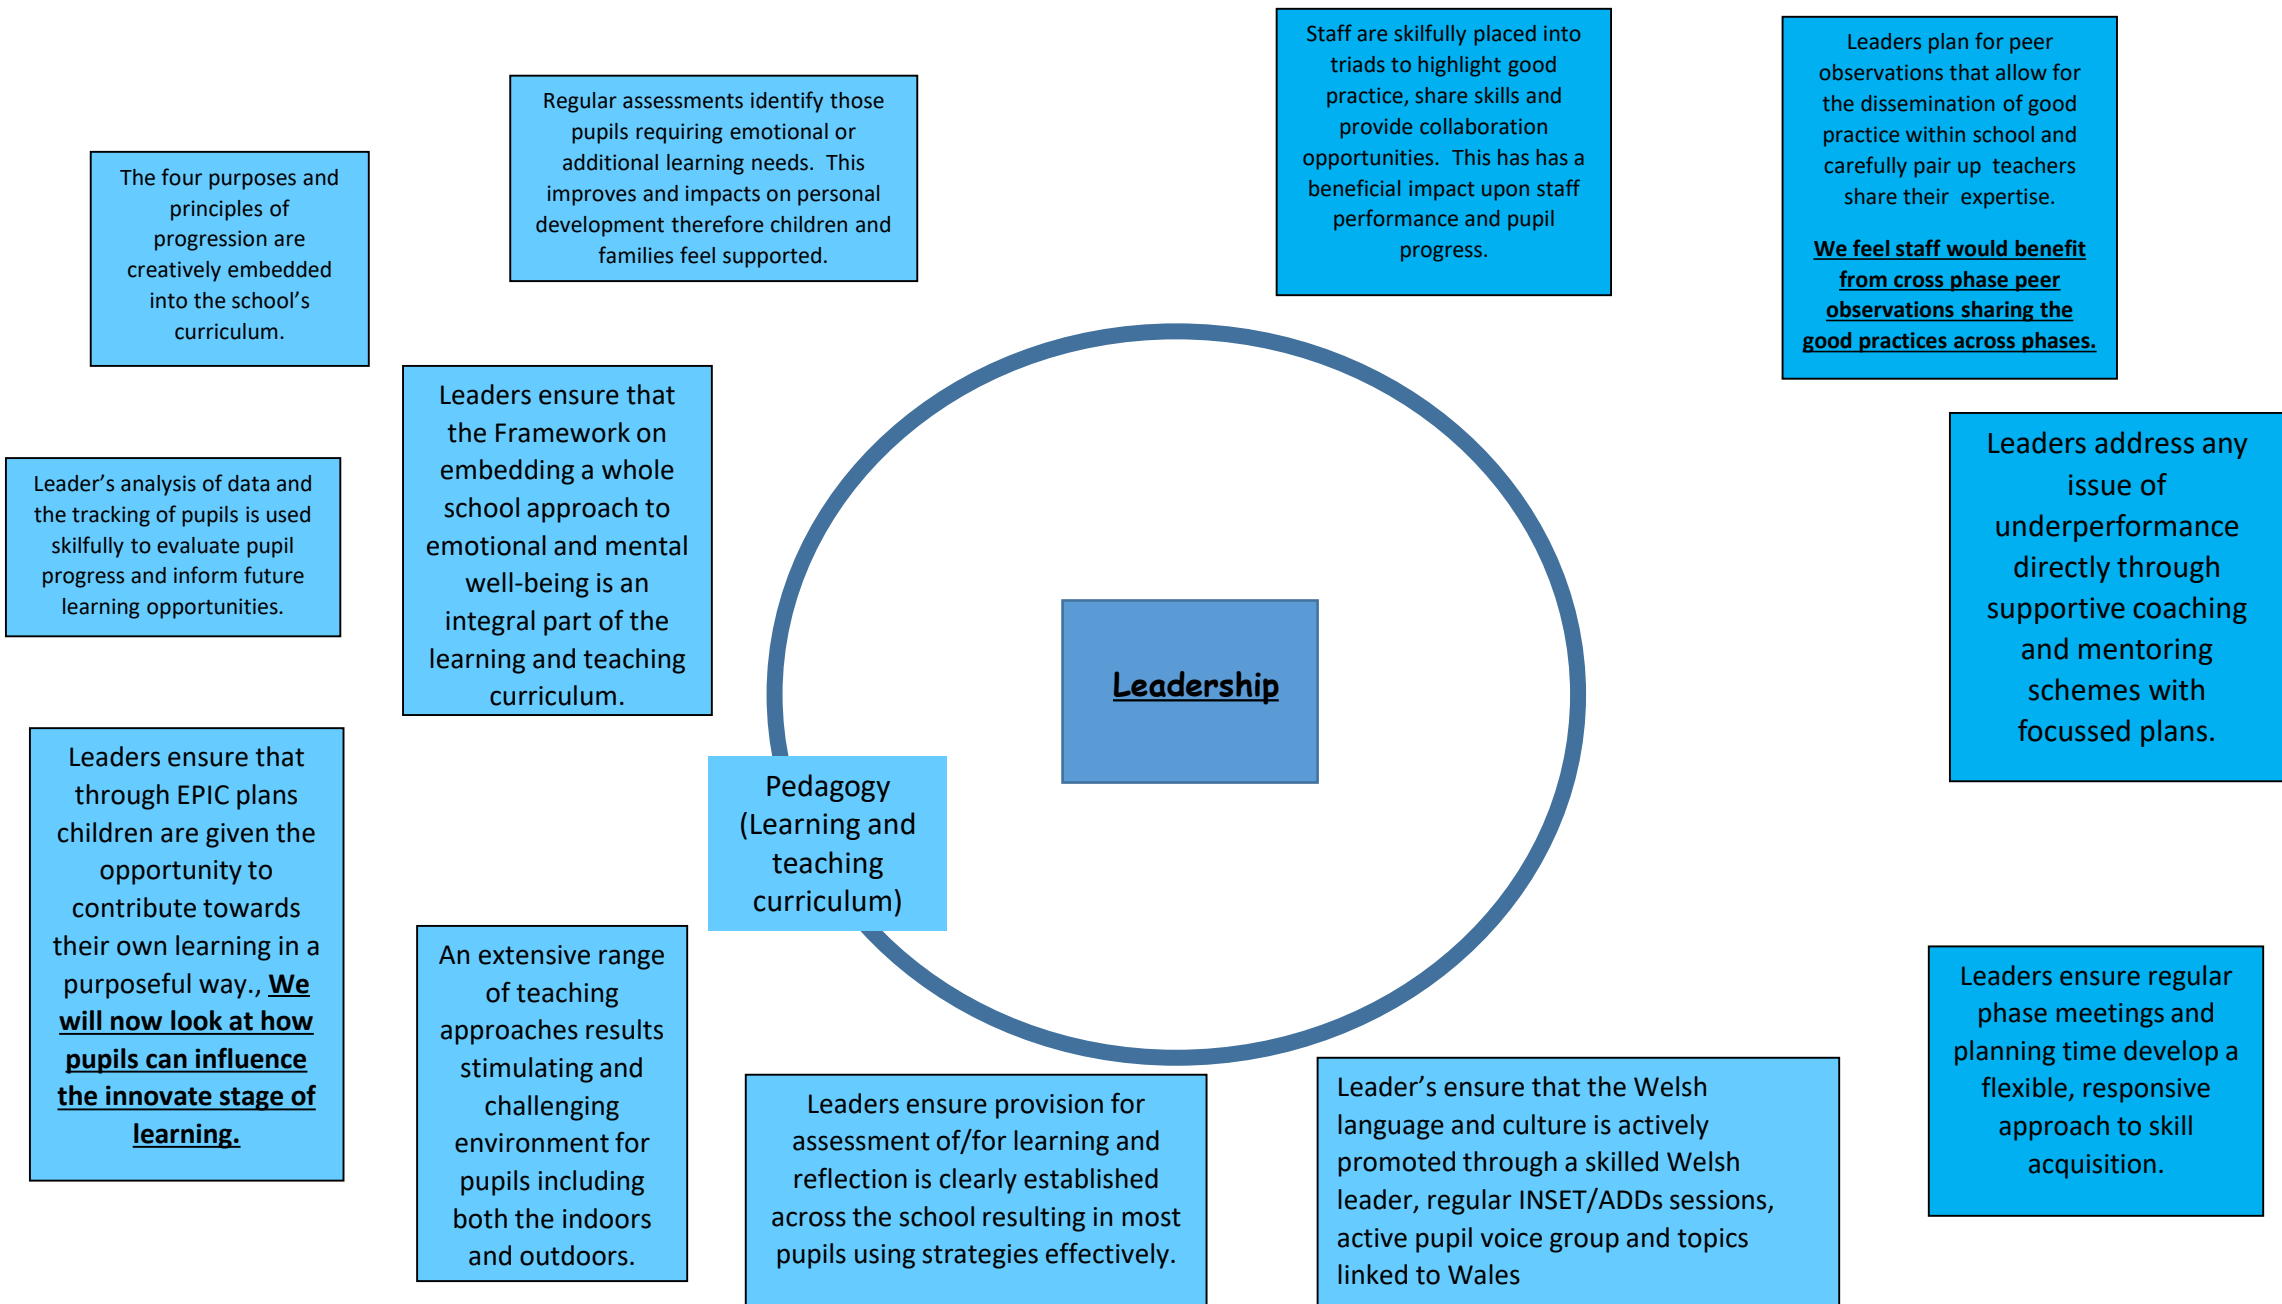 Staff are skilfully placed into
triads to highlight good
practice, share skills and
provide collaboration
opportunities.  This has has a
beneficial impact upon staff
performance and pupil
progress.
Leaders plan for peer
observations that allow for
the dissemination of good
practice within school and
carefully pair up  teachers
share their  expertise.
We feel staff would benefit
from cross phase peer
observations sharing the
good practices across phases.
Regular assessments identify those
pupils requiring emotional or
additional learning needs.  This
improves and impacts on personal
development therefore children and
families feel supported.
The four purposes and
principles of
progression are
creatively embedded
into the school’s
curriculum.
Leaders ensure that
the Framework on
embedding a whole
school approach to
emotional and mental
well-being is an
integral part of the
learning and teaching
curriculum.
Leader’s analysis of data and
the tracking of pupils is used
skilfully to evaluate pupil
progress and inform future
learning opportunities.
Leaders address any
issue of
underperformance
directly through
supportive coaching
and mentoring
schemes with
focussed plans.
Leadership
Leaders ensure that
through EPIC plans
children are given the
opportunity to
contribute towards
their own learning in a
purposeful way., We
will now look at how
pupils can influence
the innovate stage of
learning.
Pedagogy
(Learning and
teaching
curriculum)
An extensive range
of teaching
approaches results
stimulating and
challenging
environment for
pupils including
both the indoors
and outdoors.
Leaders ensure regular
phase meetings and
planning time develop a
flexible, responsive
approach to skill
acquisition.
Leaders ensure provision for
assessment of/for learning and
reflection is clearly established
across the school resulting in most
pupils using strategies effectively.
Leader’s ensure that the Welsh
language and culture is actively
promoted through a skilled Welsh
leader, regular INSET/ADDs sessions,
active pupil voice group and topics
linked to Wales